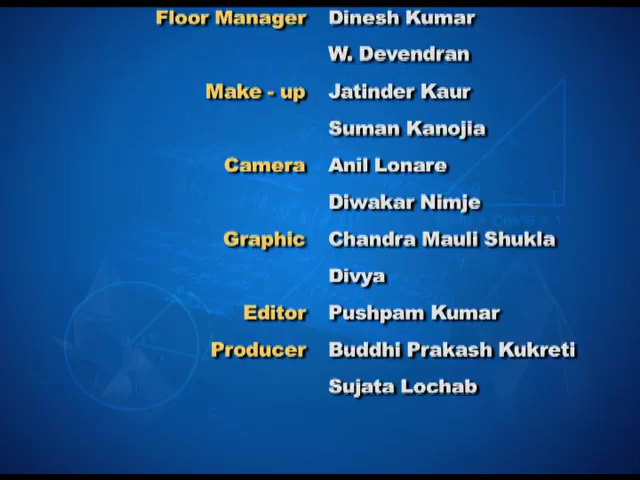 Floor Manager Dinesh Kumar
W. Devendran
Make - up Jatinder Kaur
Suman Kanojia
Camera Anil Lonare
Diwakar Nimje
Graphic Chandra Mauli Shukla
Divya
Editor Pushpam Kumar
Producer Buddhi Prakash Kukreti
Sujata Lochab